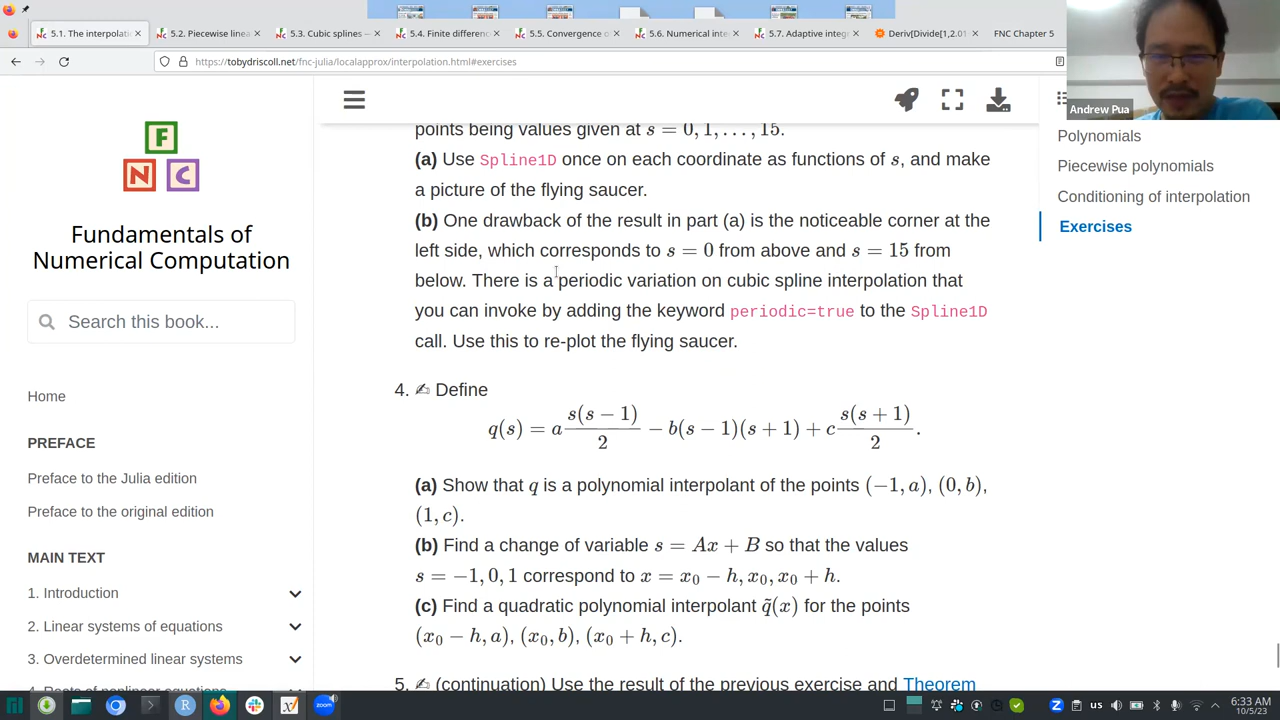 5.1. The interpolati
5.2. Piecewise linea
5.3. Cubic splines —
5.4. Finite differenc
5.5. Convergence o
5.6. Numerical inte
5.7. Adaptive integ
Deriv[Divide[1,2.01
FNC Chapter 5
https://tobydriscoll.net/fnc-julia/localapprox/interpolation.html#exercises
Andrew Pua
F
N
C
Fundamentals of
Numerical Computation
Search this book...
Home
PREFACE
Preface to the Julia edition
Preface to the original edition
MAIN TEXT
1. Introduction
2. Linear systems of equations
3. Overdetermined linear systems
4. Roots of nonlinear equations
points being values given at s = 0, 1, . . . , 15.
(a) Use Spline1D once on each coordinate as functions of s, and make
a picture of the flying saucer.
(b) One drawback of the result in part (a) is the noticeable corner at the
left side, which corresponds to s = 0 from above and s = 15 from
below. There is a periodic variation on cubic spline interpolation that
you can invoke by adding the keyword periodic=true to the Spline1D
call. Use this to re-plot the flying saucer.
4. ✍ Define
q(s) = a s(s − 1)/2 − b(s − 1)(s + 1) + c s(s + 1)/2.
(a) Show that q is a polynomial interpolant of the points (−1, a), (0, b),
(1, c).
(b) Find a change of variable s = Ax + B so that the values
s = −1, 0, 1 correspond to x = x₀ − h, x₀, x₀ + h.
(c) Find a quadratic polynomial interpolant q̃(x) for the points
(x₀ − h, a), (x₀, b), (x₀ + h, c).
5. ✍ (continuation) Use the result of the previous exercise and Theorem
Polynomials
Piecewise polynomials
Conditioning of interpolation
Exercises
zoom
us
6:33 AM
10/5/23